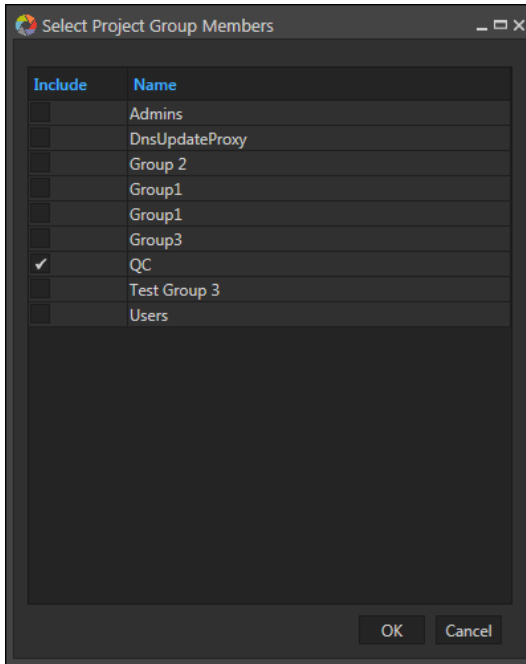 Select Project Group Members
Include Name
Admins
DnsUpdateProxy
Group 2
Group1
Group1
Group3
QC
Test Group 3
Users
OK Cancel